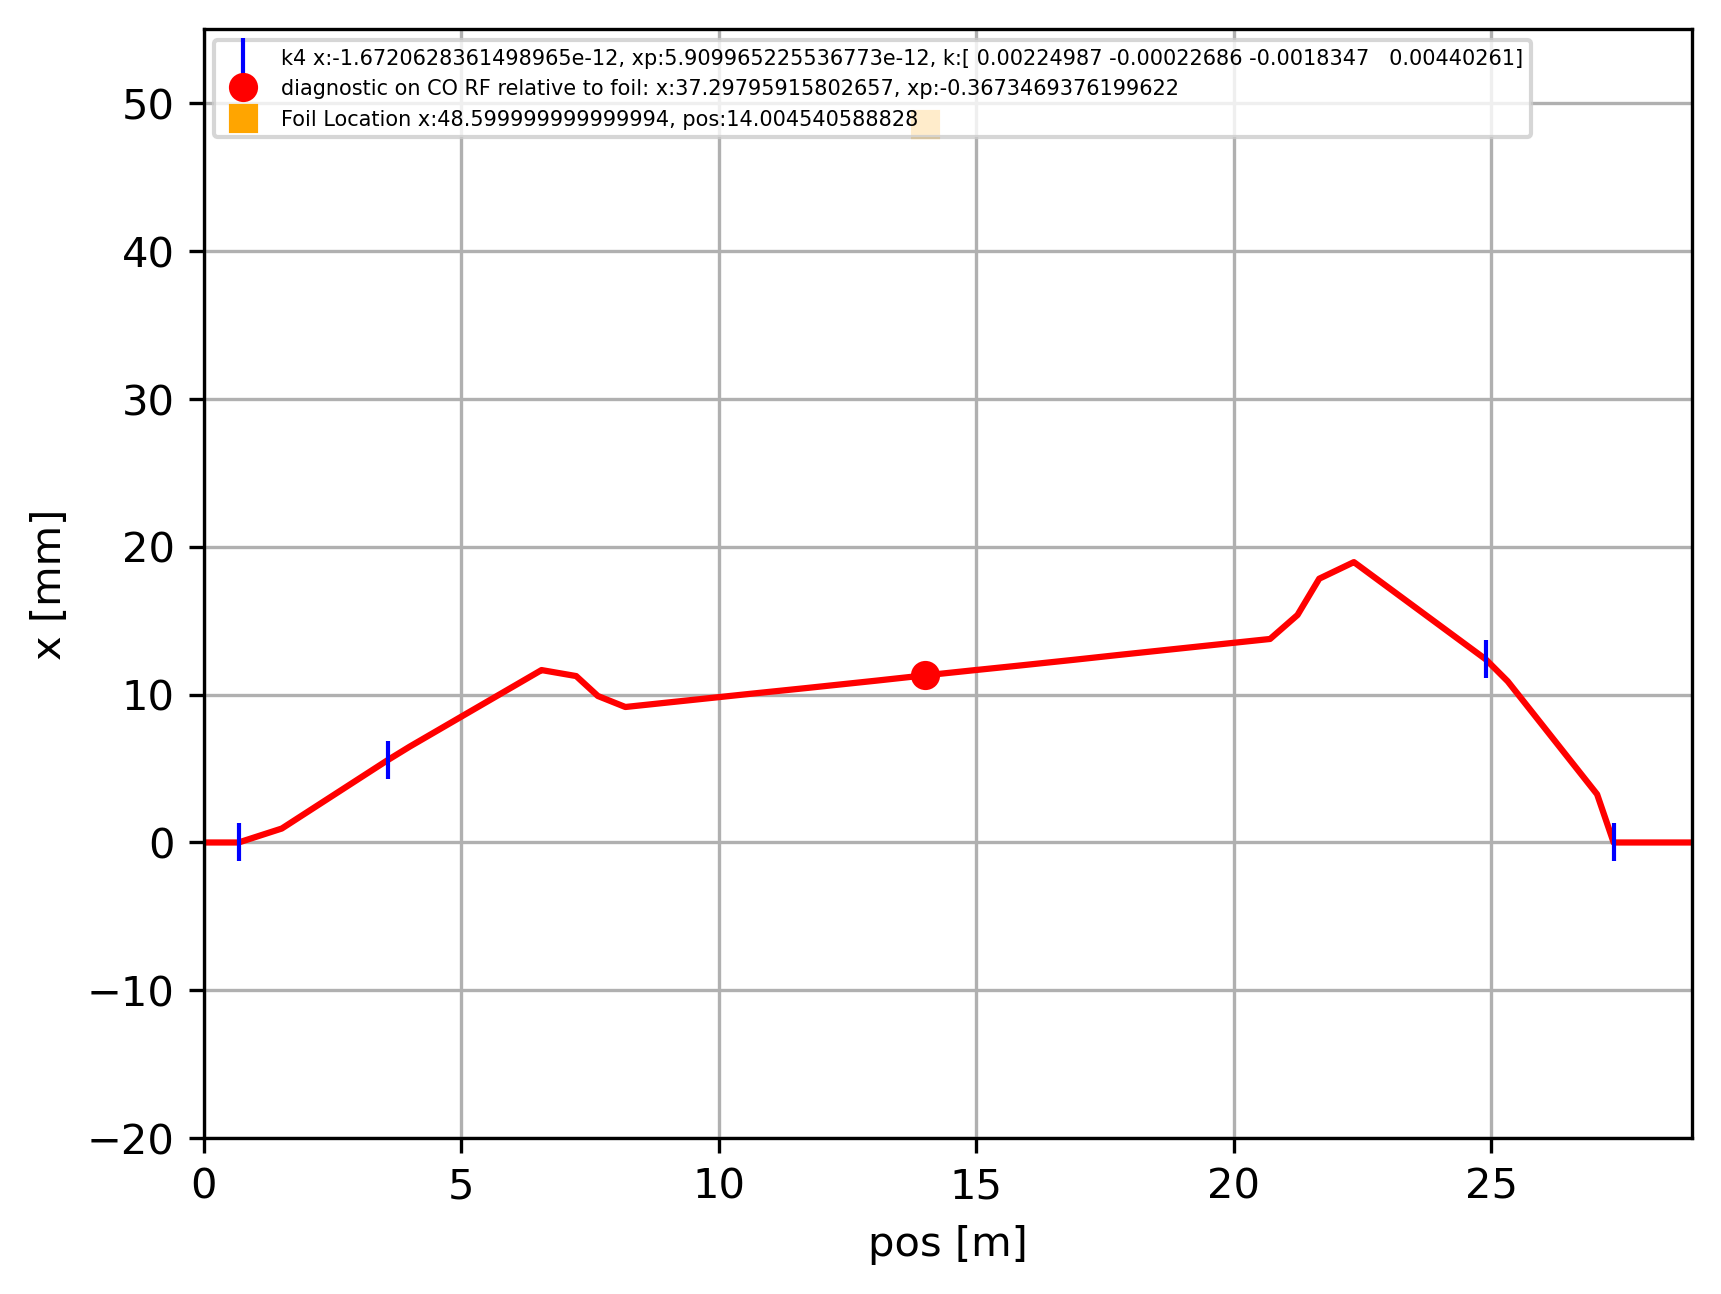 k4 x:-1.6720628361498965e-12, xp:5.909965225536773e-12, k:[ 0.00224987 -0.00022686 -0.0018347   0.00440261]
diagnostic on CO RF relative to foil: x:37.29795915802657, xp:-0.3673469376199622
Foil Location x:48.599999999999994, pos:14.004540588828
50
40
30
20
10
0
−10
−20
x [mm]
0 5 10 15 20 25
pos [m]